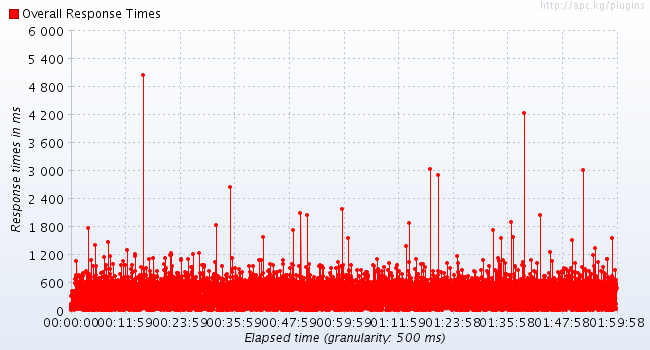 http://apc.kg/plugins
Overall Response Times
6 000
5 400
4 800
4 200
3 600
3 000
2 400
1 800
1 200
600
0
Response times in ms
00:00:00 00:11:59 00:23:59 00:35:59 00:47:59 00:59:59 01:11:59 01:23:58 01:35:58 01:47:58 01:59:58
Elapsed time (granularity: 500 ms)